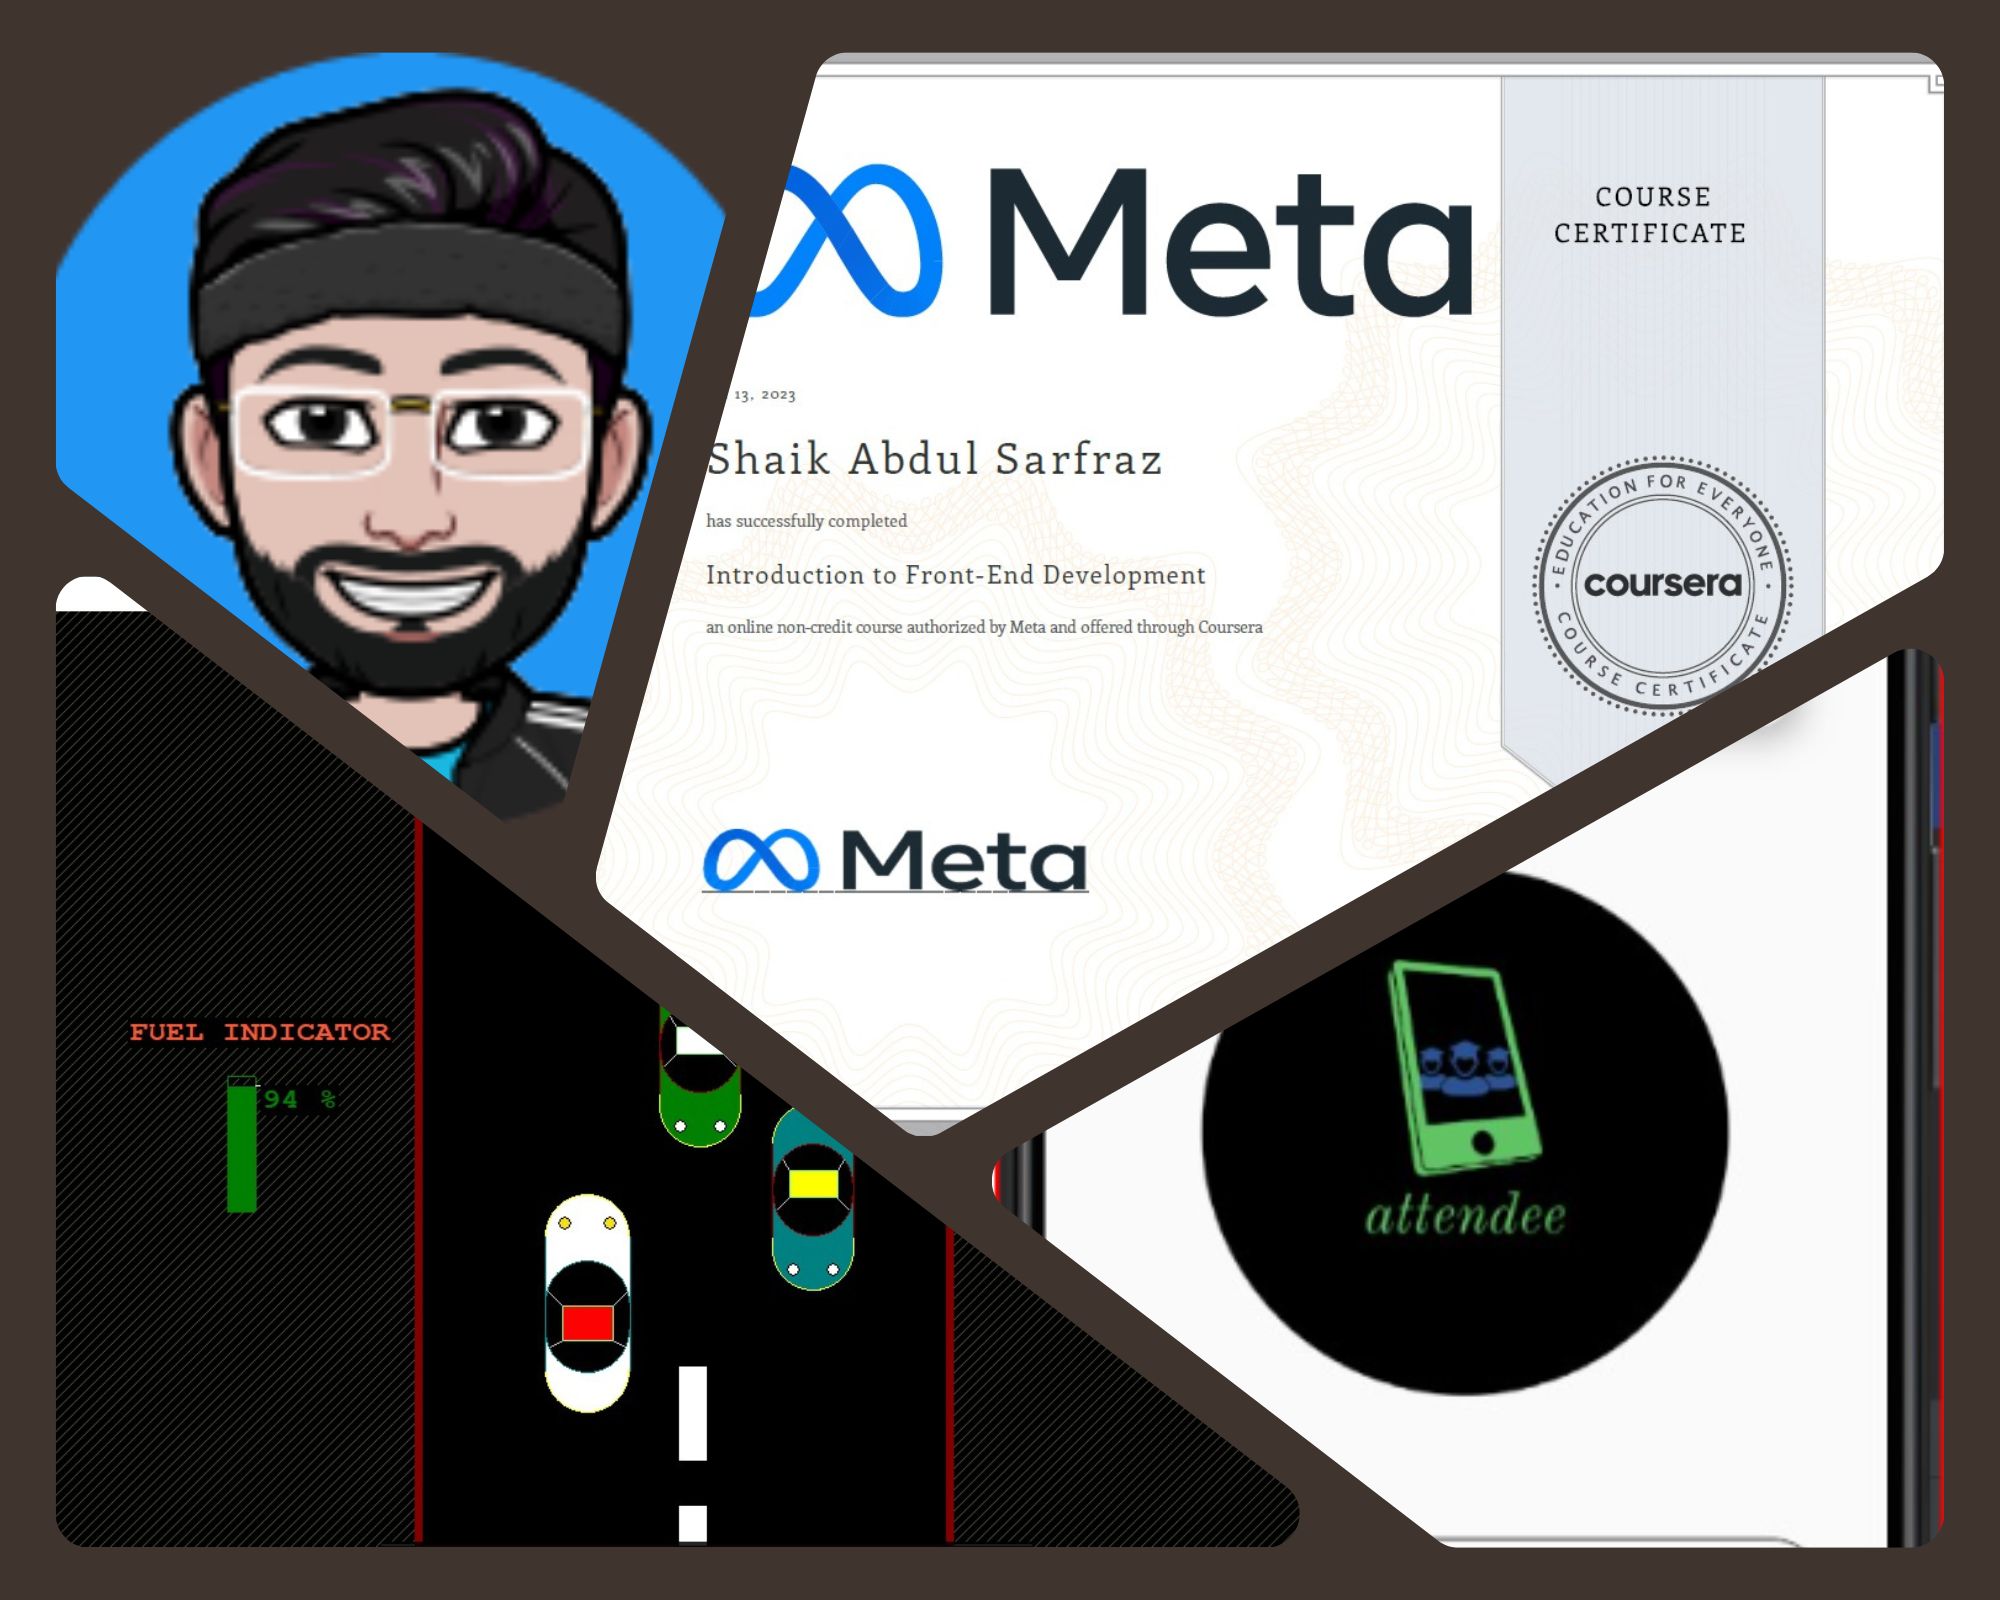 Meta
COURSE
CERTIFICATE
13, 2023
Shaik Abdul Sarfraz
has successfully completed
Introduction to Front-End Development
an online non-credit course authorized by Meta and offered through Coursera
EDUCATION FOR EVERYONE
coursera
COURSE CERTIFICATE
Meta
FUEL INDICATOR
94 %
attendee